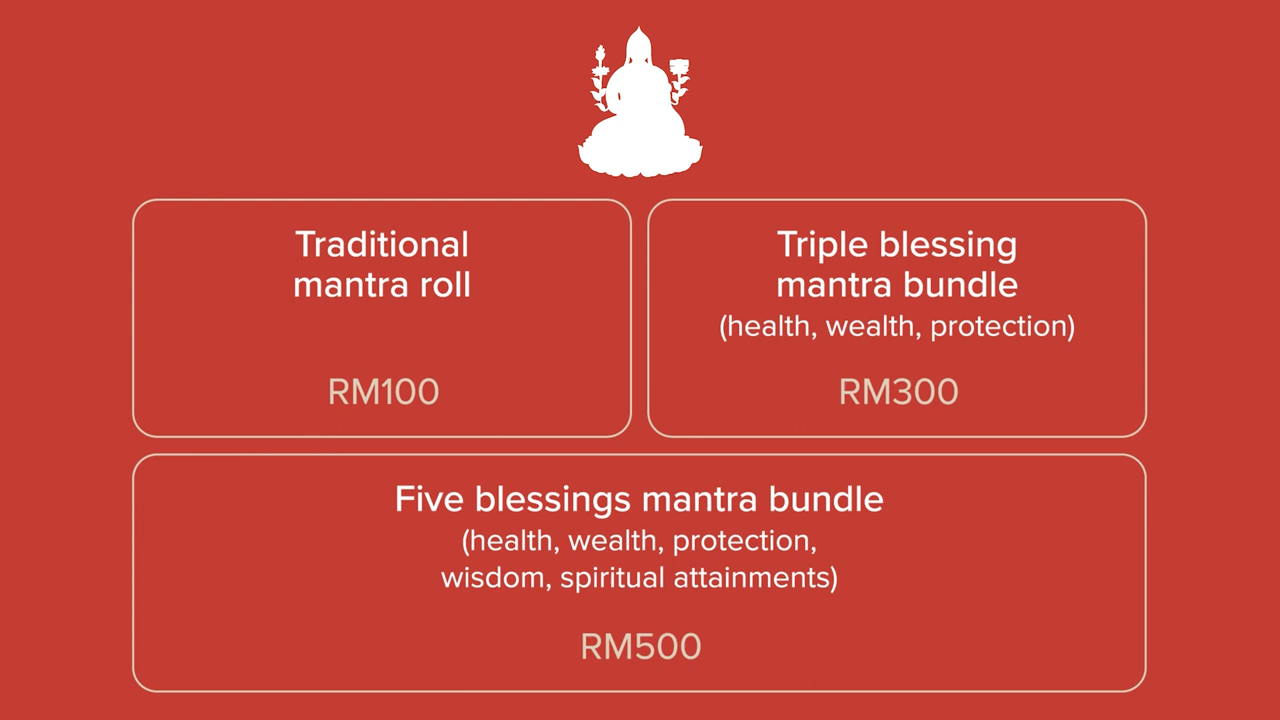 Traditional
mantra roll
RM100
Triple blessing
mantra bundle
(health, wealth, protection)
RM300
Five blessings mantra bundle
(health, wealth, protection,
wisdom, spiritual attainments)
RM500